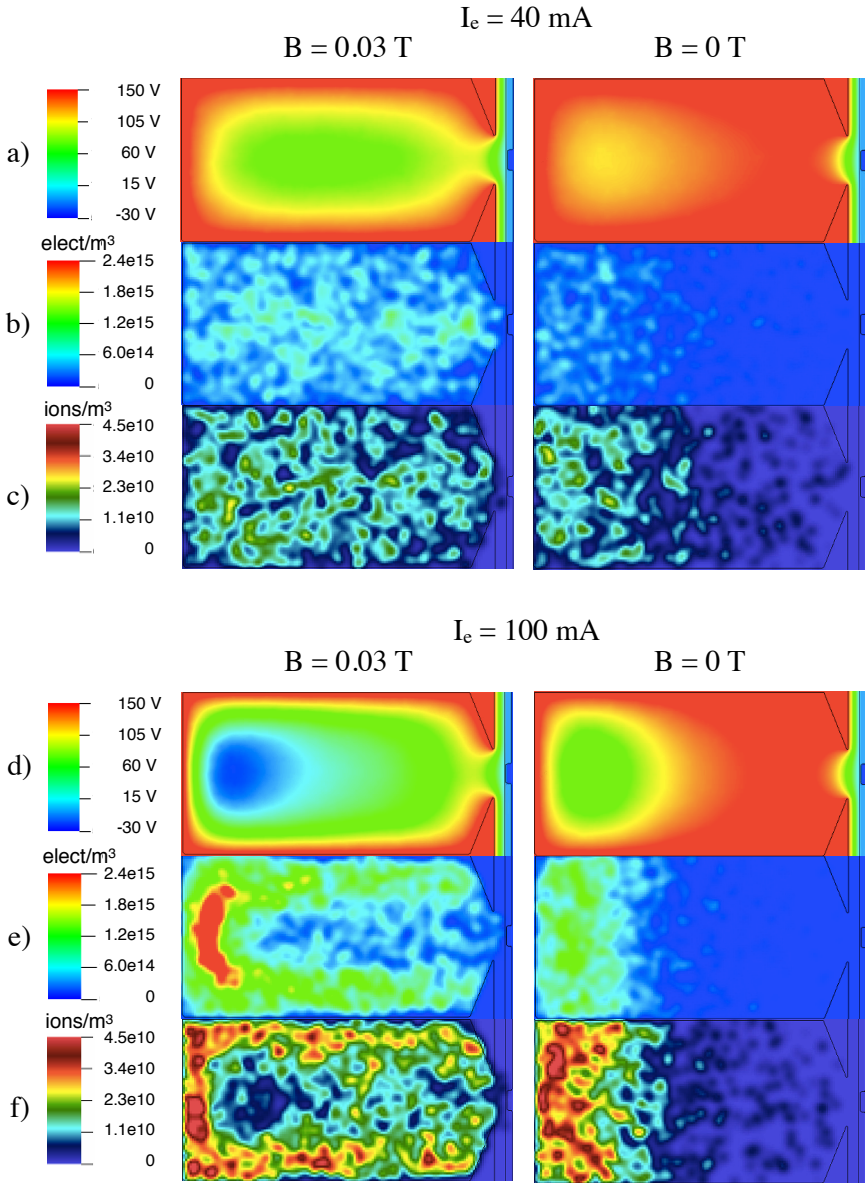 I_e = 40 mA
B = 0.03 T B = 0 T
a)
150 V
105 V
60 V
15 V
-30 V
b)
elect/m³
2.4e15
1.8e15
1.2e15
6.0e14
0
c)
ions/m³
4.5e10
3.4e10
2.3e10
1.1e10
0
I_e = 100 mA
B = 0.03 T B = 0 T
d)
150 V
105 V
60 V
15 V
-30 V
e)
elect/m³
2.4e15
1.8e15
1.2e15
6.0e14
0
f)
ions/m³
4.5e10
3.4e10
2.3e10
1.1e10
0